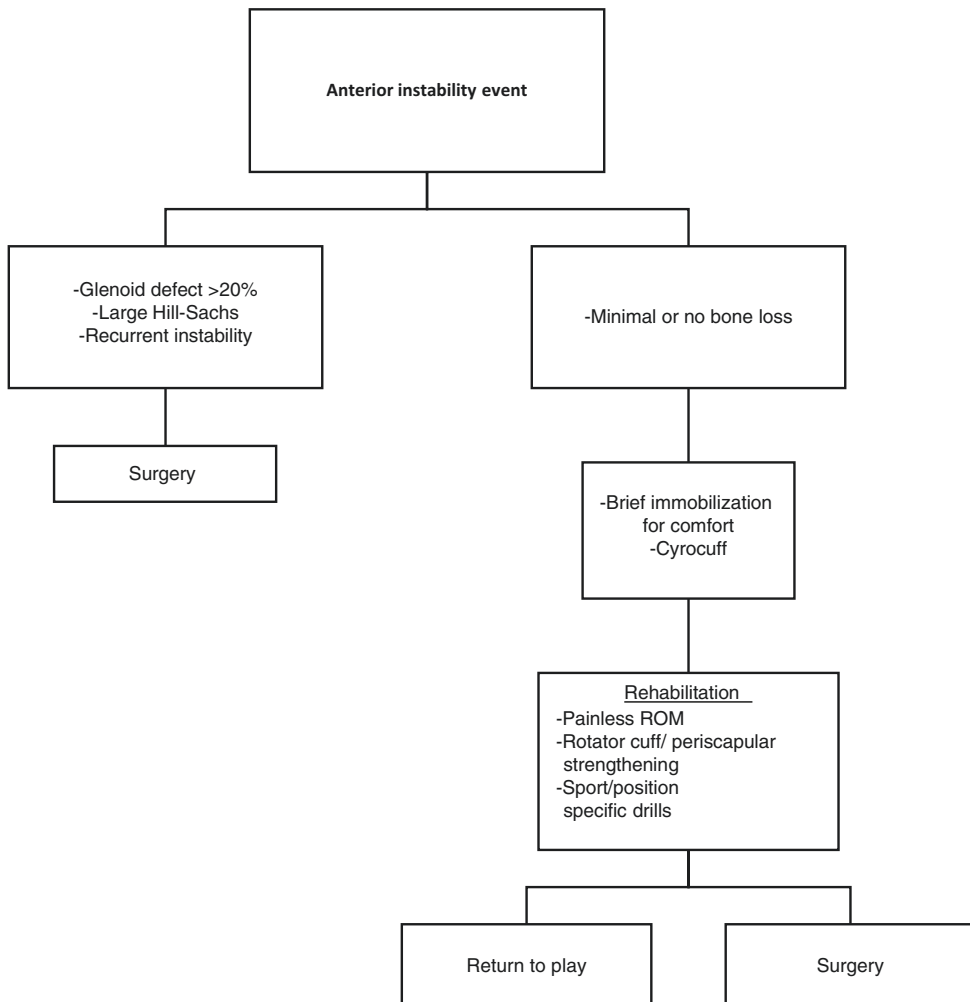 Anterior instability event
-Glenoid defect >20%
-Large Hill-Sachs
-Recurrent instability
Surgery
-Minimal or no bone loss
-Brief immobilization
for comfort
-Cyrocuff
Rehabilitation
-Painless ROM
-Rotator cuff/ periscapular
strengthening
-Sport/position
specific drills
Return to play
Surgery